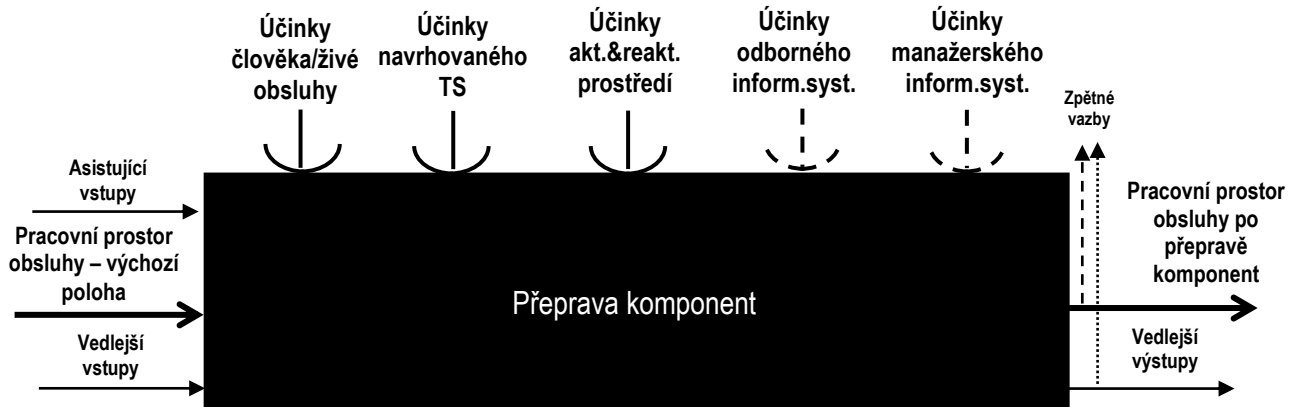 Účinky
člověka/živé
obsluhy
Účinky
navrhovaného
TS
Účinky
akt.&reakt.
prostředí
Účinky
odborného
inform.syst.
Účinky
manažerského
inform.syst.
Zpětné
vazby
Asistující
vstupy
Pracovní prostor
obsluhy – výchozí
poloha
Vedlejší
vstupy
Přeprava komponent
Pracovní prostor
obsluhy po
přepravě
komponent
Vedlejší
výstupy